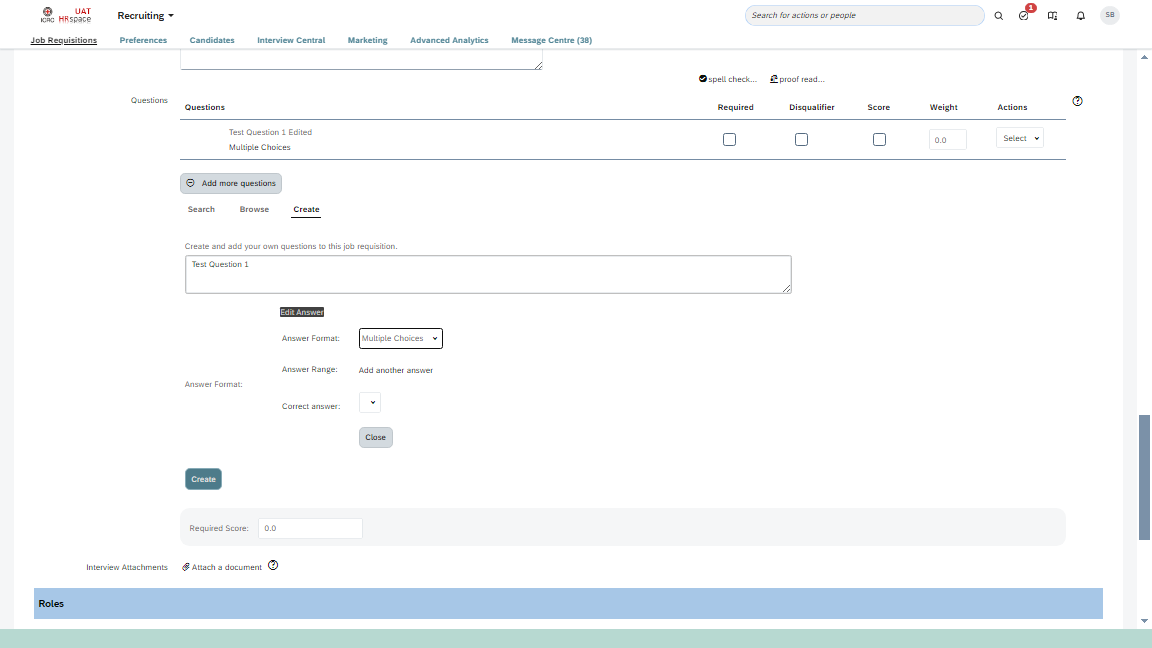 ICRC UAT HRspace
Recruiting
Search for actions or people
1
SB
Job Requisitions Preferences Candidates Interview Central Marketing Advanced Analytics Message Centre (38)
spell check... proof read...
Questions
Questions Required Disqualifier Score Weight Actions
Test Question 1 Edited
Multiple Choices
0.0
Select
Add more questions
Search Browse Create
Create and add your own questions to this job requisition.
Test Question 1
Edit Answer
Answer Format: Multiple Choices
Answer Range: Add another answer
Answer Format:
Correct answer:
Close
Create
Required Score: 0.0
Interview Attachments Attach a document
Roles